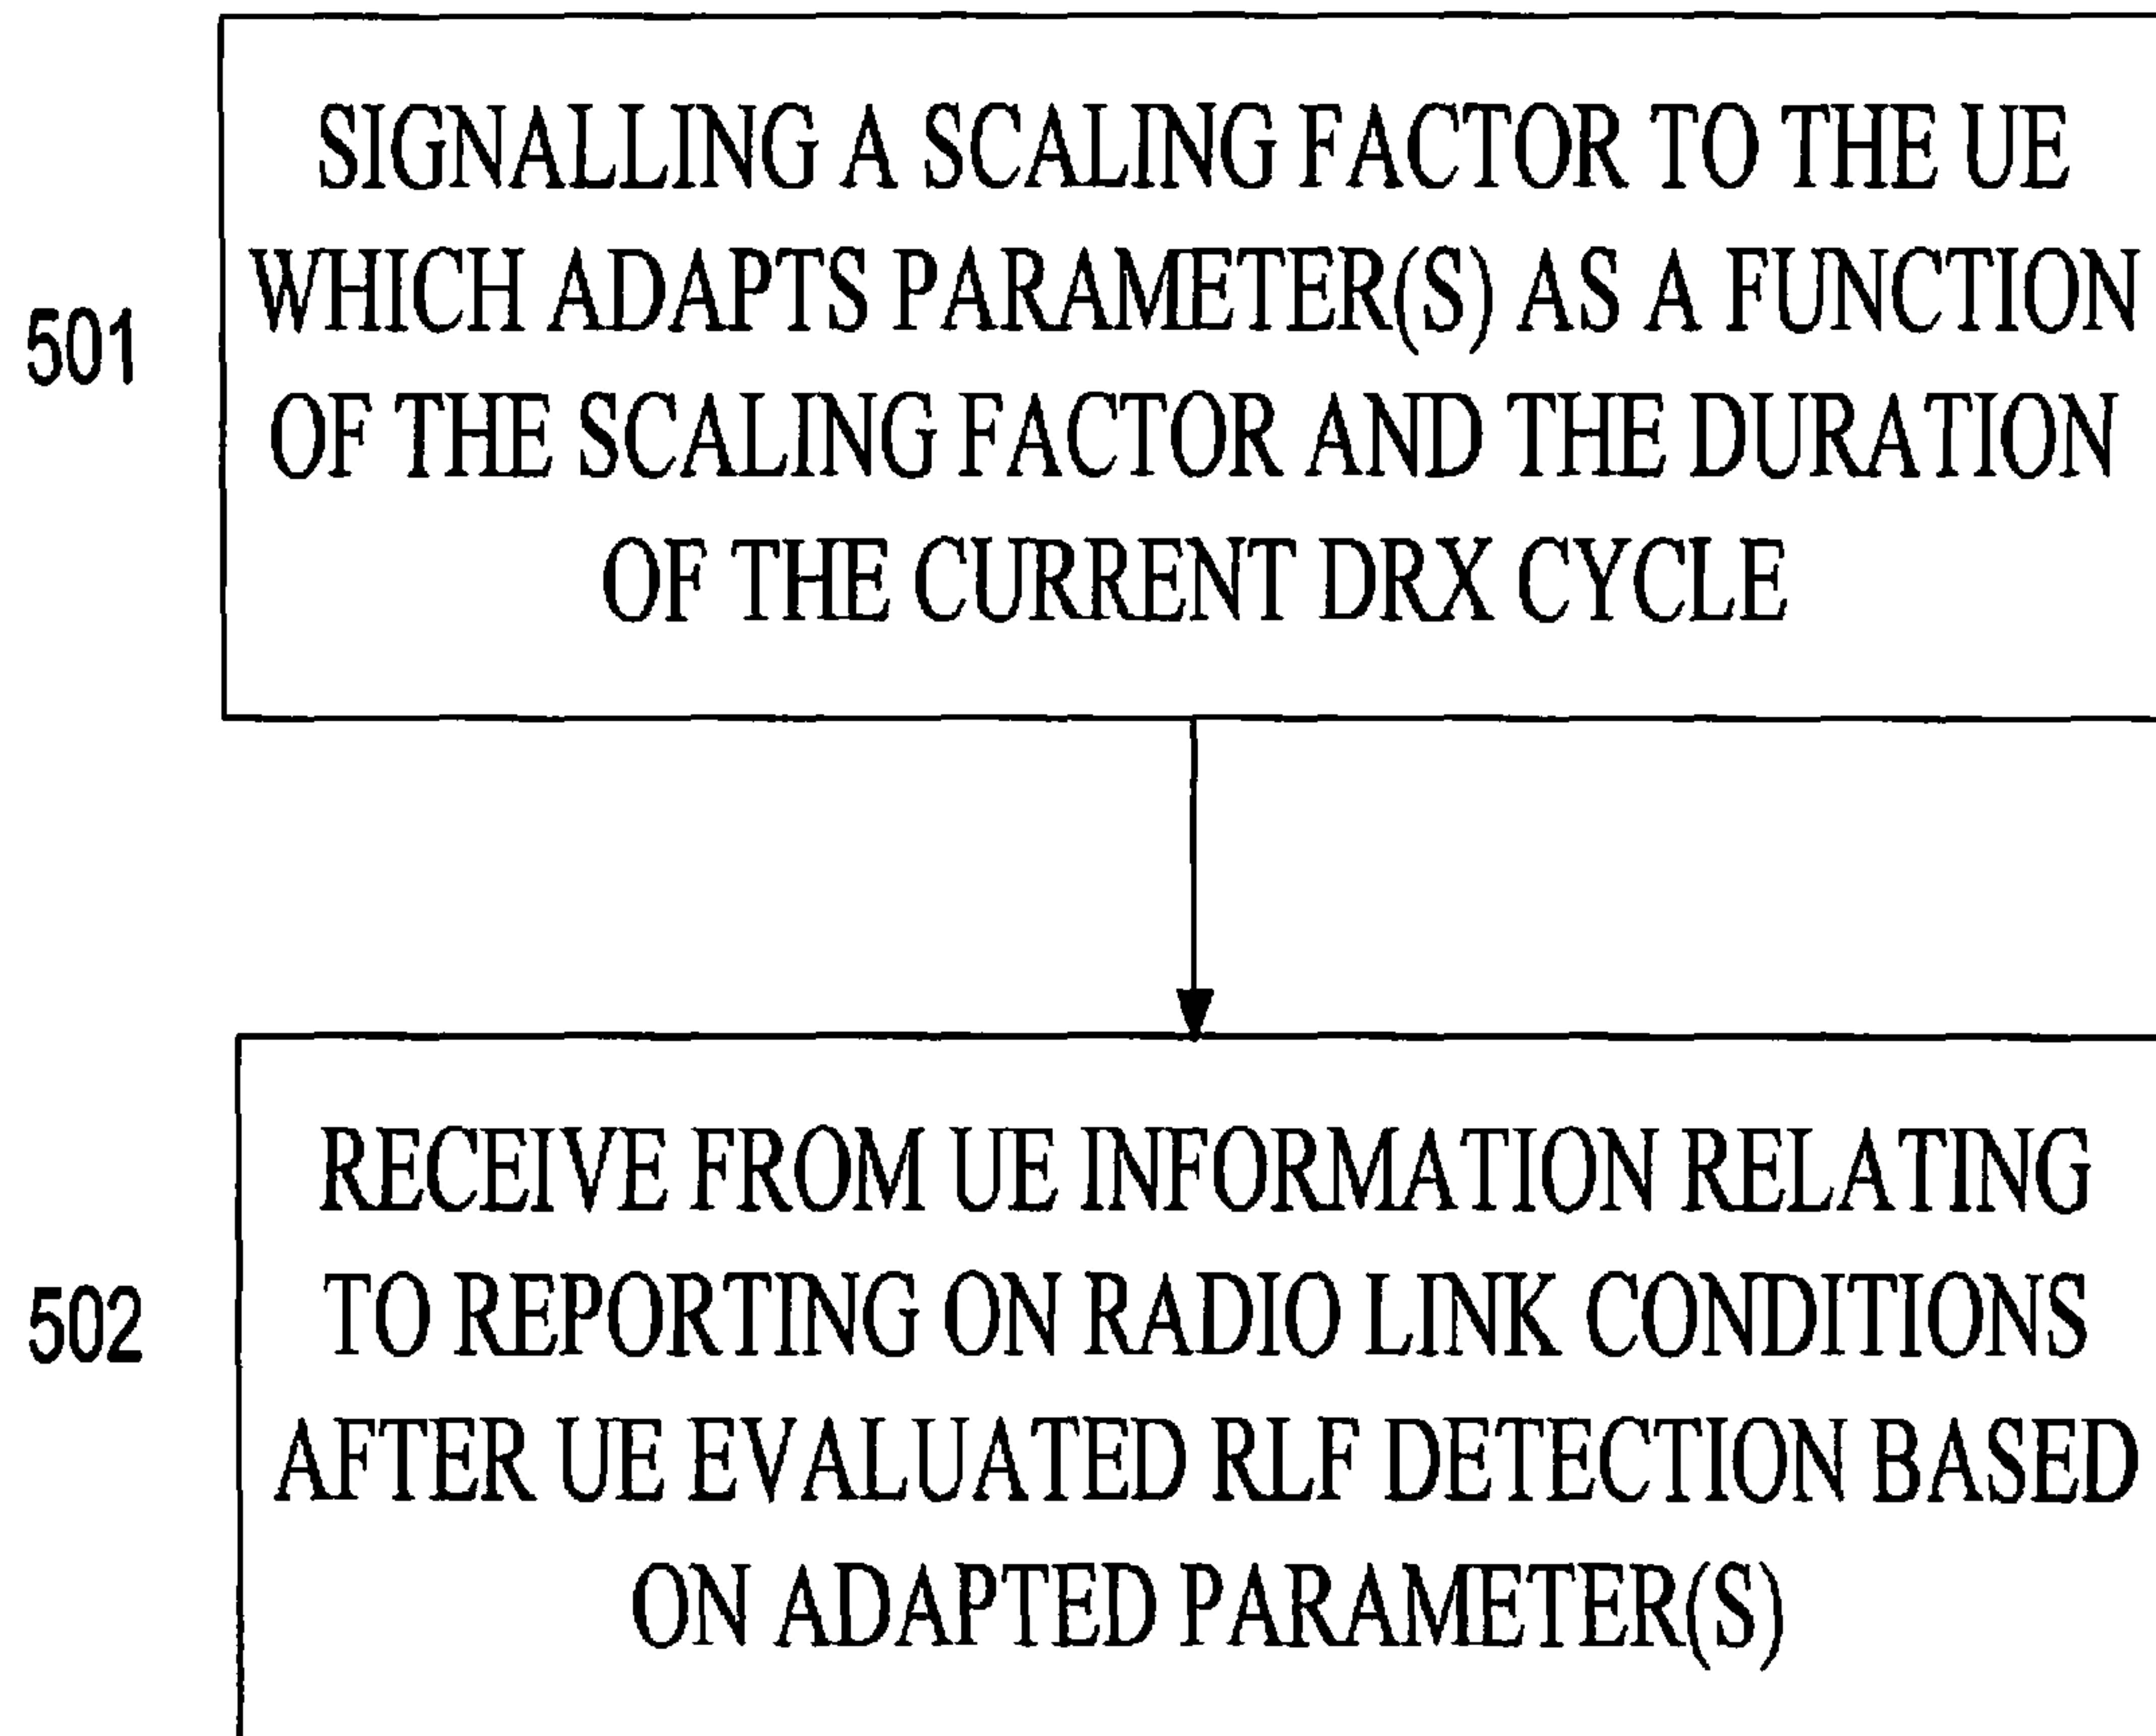 SIGNALLING A SCALING FACTOR TO THE UE
WHICH ADAPTS PARAMETER(S) AS A FUNCTION
501
OF THE SCALING FACTOR AND THE DURATION
OF THE CURRENT DRX CYCLE
RECEIVE FROM UE INFORMATION RELATING
TO REPORTING ON RADIO LINK CONDITIONS
502
AFTER UE EVALUATED RLF DETECTION BASED
ON ADAPTED PARAMETER(S)